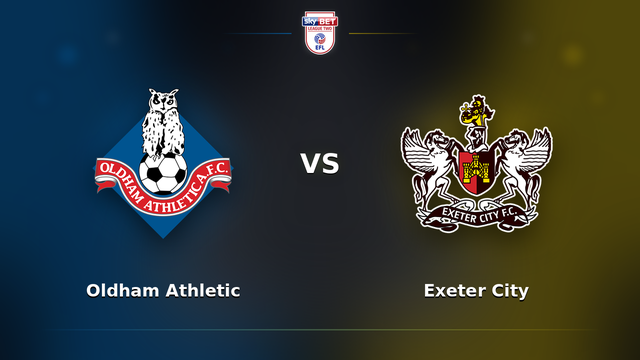 sky BET
LEAGUE TWO
EFL
OLDHAM ATHLETIC A.F.C.
VS
EXETER CITY F.C.
Oldham Athletic
Exeter City